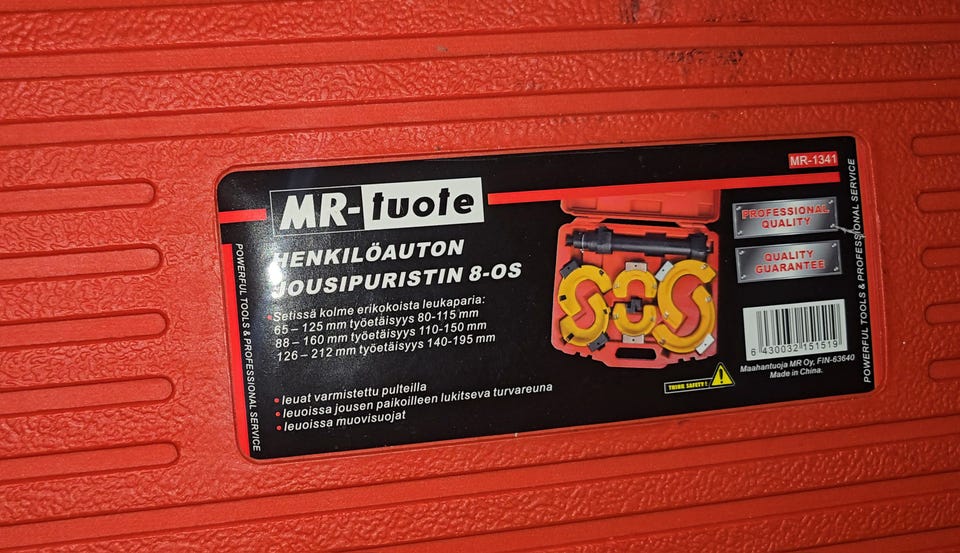 MR-1341
MR-tuote
HENKILÖAUTON
JOUSIPURISTIN 8-OS
Setissä kolme erikokoista leukaparia:
65 – 125 mm työetäisyys 80-115 mm
88 – 160 mm työetäisyys 110-150 mm
126 – 212 mm työetäisyys 140-195 mm
• leuat varmistettu pulteilla
• leuoissa jousen paikoilleen lukitseva turvareuna
• leuoissa muovisuojat
PROFESSIONAL
QUALITY
QUALITY
GUARANTEE
6 430032 151519
Maahantuoja MR Oy, FIN-63640
Made in China.
THINK SAFETY !
POWERFUL TOOLS & PROFESSIONAL SERVICE
POWERFUL TOOLS & PROFESSIONAL SERVICE